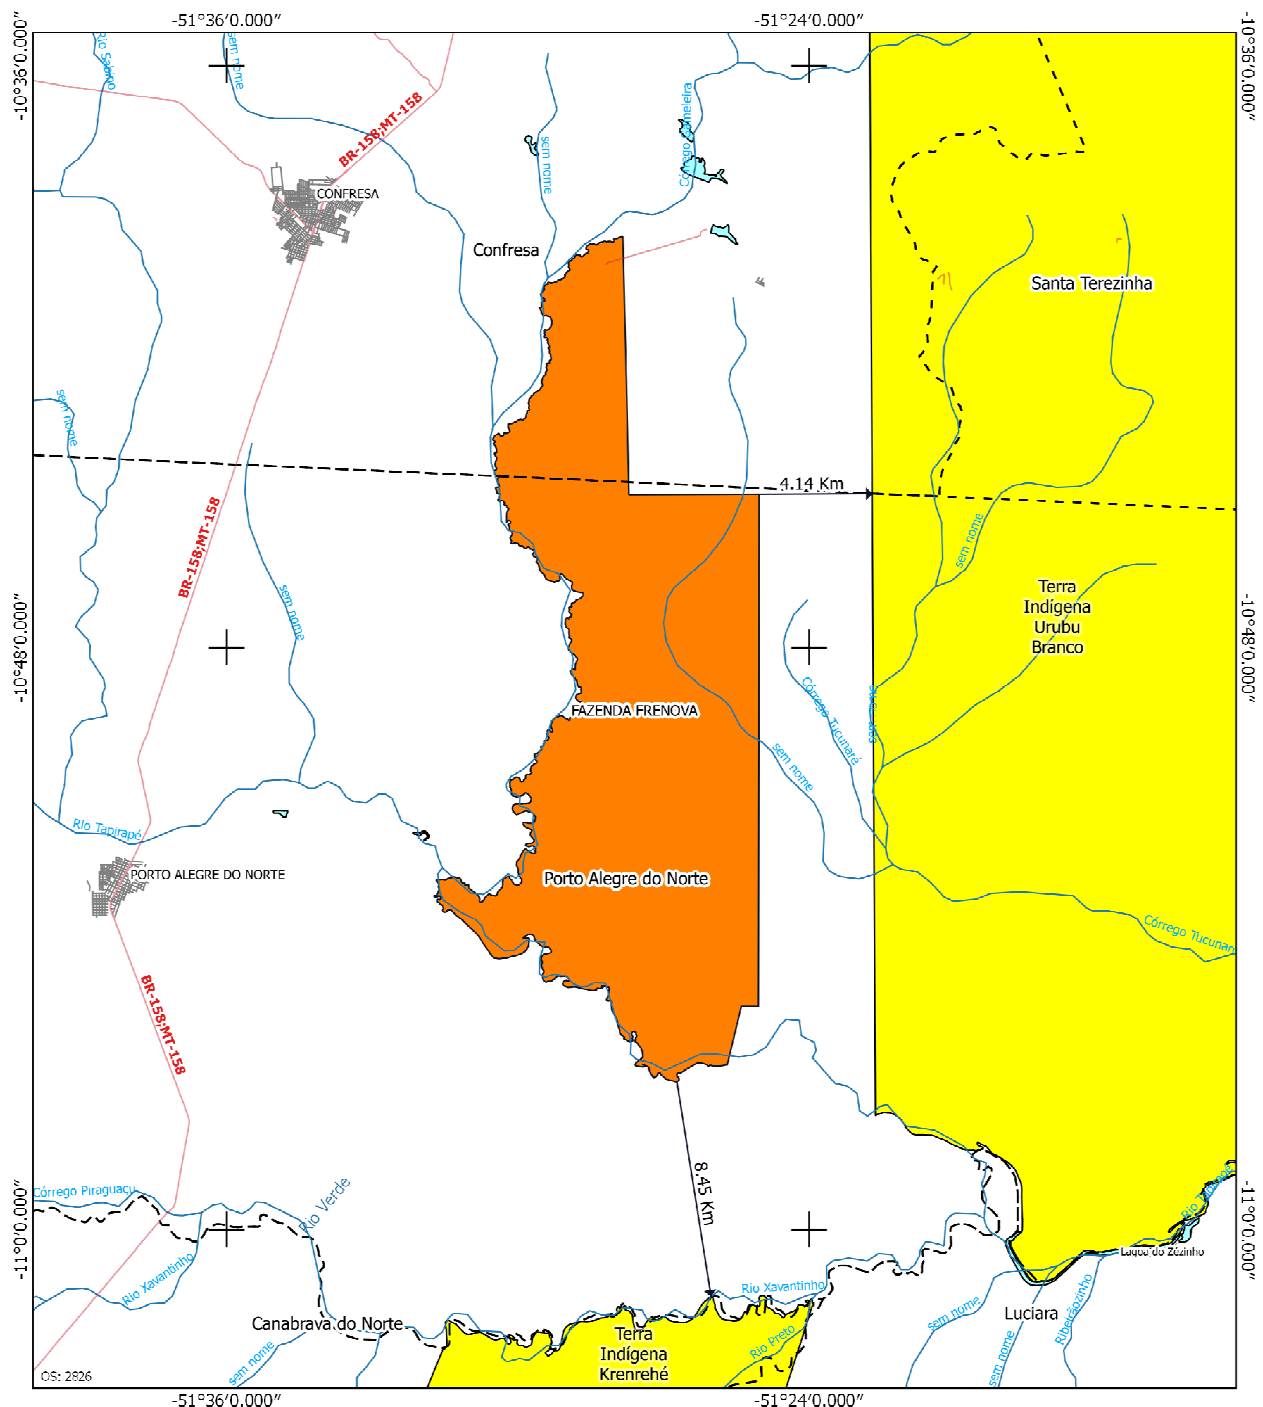 -51°36′0.000″
-51°24′0.000″
-10°36′0.000″
-10°36′0.000″
Rio Sabino
sem nome
BR-158;MT-158
sem nome
CONFRESA
Confresa
Santa Terezinha
sem nome
4.14 Km
BR-158;MT-158
sem nome
sem nome
Terra
Indígena
Urubu
Branco
-10°48′0.000″
-10°48′0.000″
FAZENDA FRENOVA
Córrego Tucunaré
sem nome
Rio Tapirapé
PORTO ALEGRE DO NORTE
Porto Alegre do Norte
BR-158;MT-158
8.45 Km
Córrego Piraguaçu
Rio Verde
Rio Xavantinho
-11°0′0.000″
-11°0′0.000″
Lagoa do Zézinho
Rio Xavantinho
Canabrava do Norte
sem nome
Terra
Indígena
Krenrehé
Rio Preto
sem nome
Luciara
sem nome
Ribeirãozinho
OS: 2826
-51°36′0.000″
-51°24′0.000″